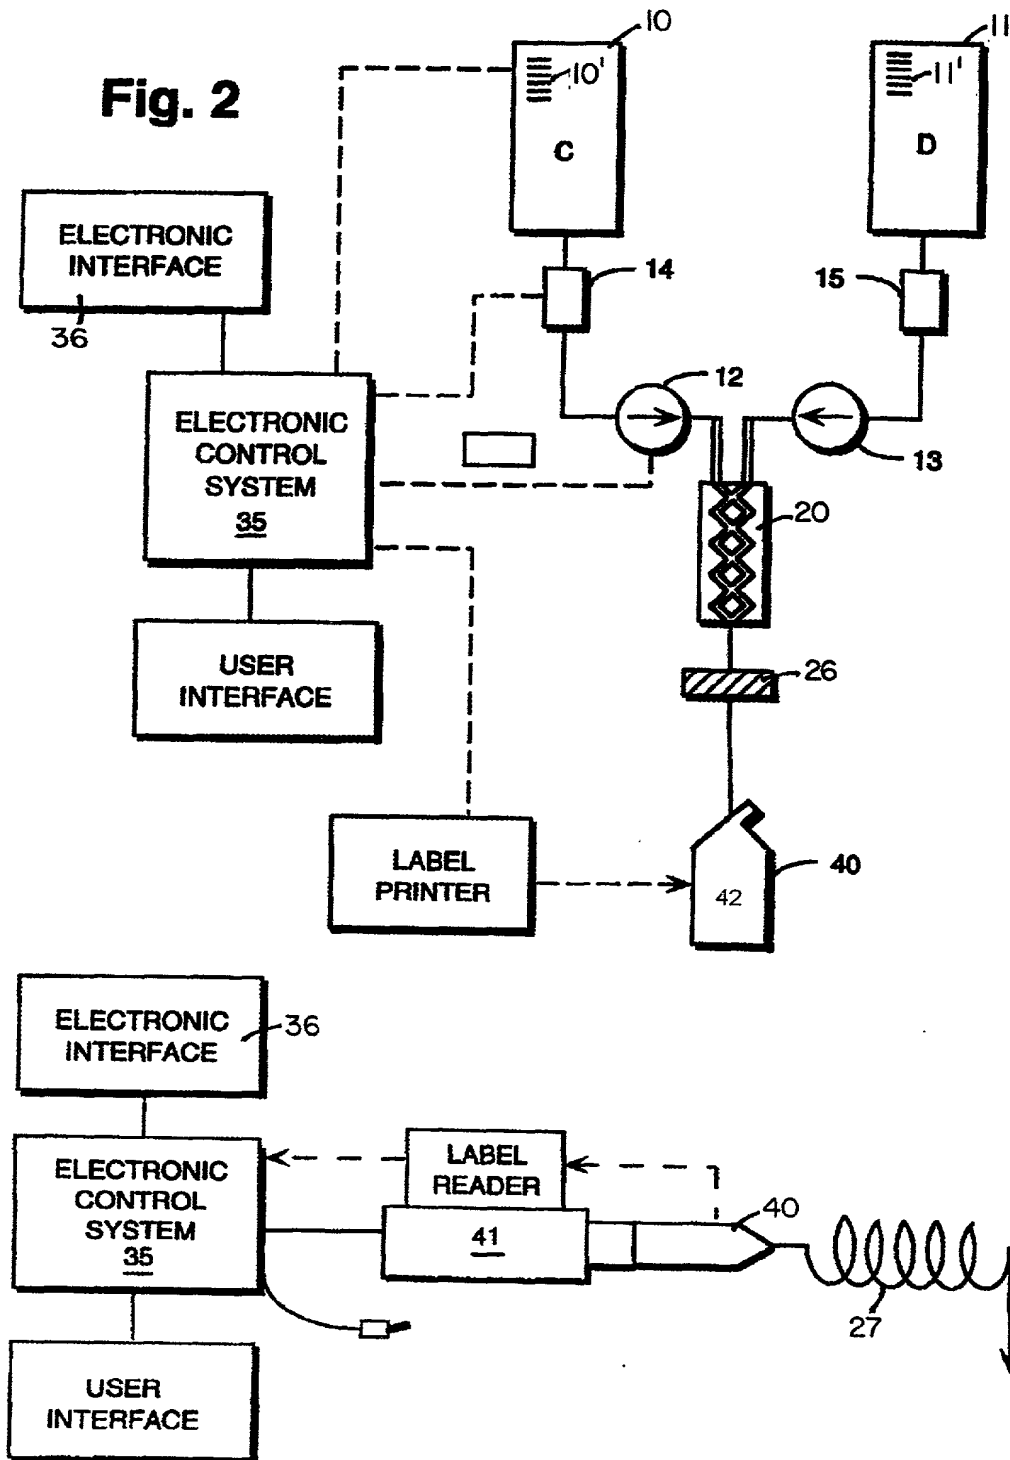 Fig. 2
10
11
10'
11'
C
D
ELECTRONIC
INTERFACE
36
14
15
12
13
ELECTRONIC
CONTROL
SYSTEM
35
20
USER
INTERFACE
26
LABEL
PRINTER
40
42
ELECTRONIC
INTERFACE
36
ELECTRONIC
CONTROL
SYSTEM
35
LABEL
READER
41
40
27
USER
INTERFACE